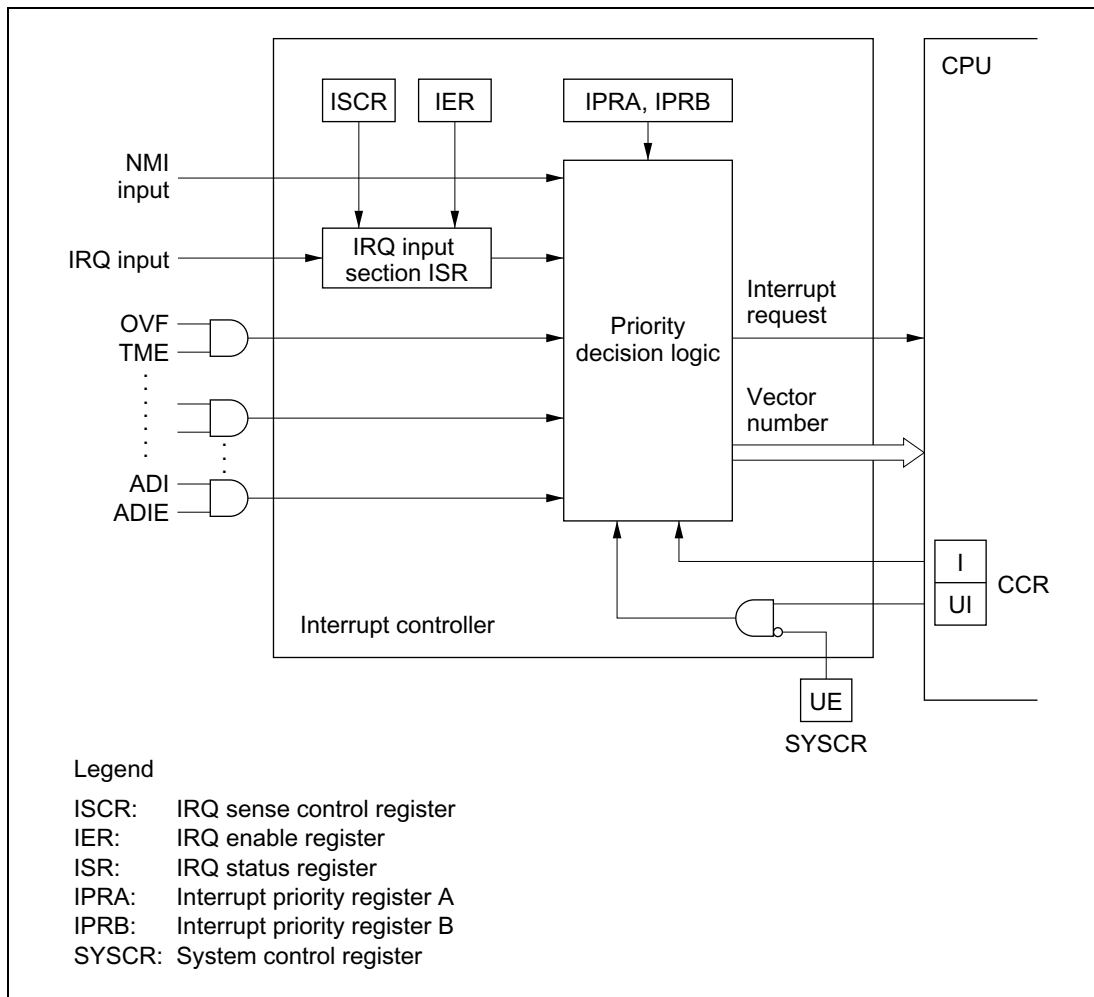 CPU
ISCR
IER
IPRA, IPRB
NMI
input
IRQ input
IRQ input
section ISR
OVF
TME
Priority
decision logic
Interrupt
request
Vector
number
ADI
ADIE
I
UI
CCR
Interrupt controller
UE
SYSCR
Legend
ISCR: IRQ sense control register
IER: IRQ enable register
ISR: IRQ status register
IPRA: Interrupt priority register A
IPRB: Interrupt priority register B
SYSCR: System control register